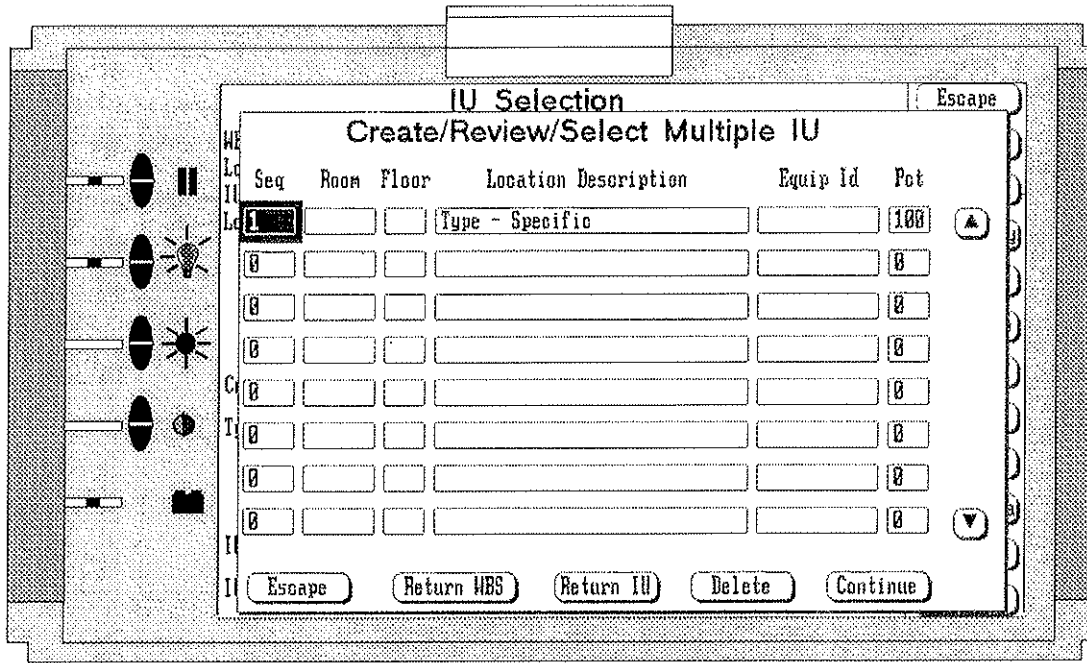 IU Selection
Escape
Create/Review/Select Multiple IU
Seq Room Floor Location Description Equip Id Pct
1 Type - Specific 100
0 0
0 0
0 0
0 0
0 0
0 0
0 0
Escape Return WBS Return IU Delete Continue